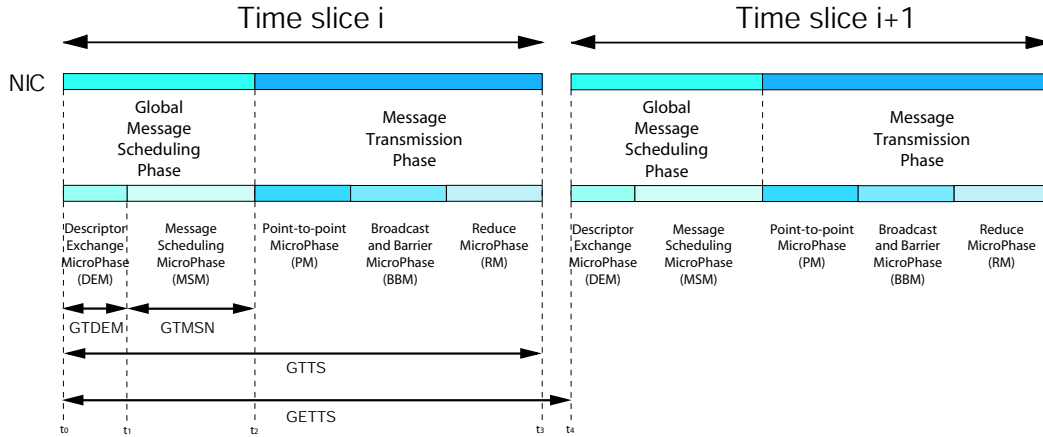 Time slice i
Time slice i+1
NIC
Global
Message
Scheduling
Phase
Message
Transmission
Phase
Global
Message
Scheduling
Phase
Message
Transmission
Phase
Descriptor
Exchange
MicroPhase
(DEM)
Message
Scheduling
MicroPhase
(MSM)
Point-to-point
MicroPhase
(PM)
Broadcast
and Barrier
MicroPhase
(BBM)
Reduce
MicroPhase
(RM)
Descriptor
Exchange
MicroPhase
(DEM)
Message
Scheduling
MicroPhase
(MSM)
Point-to-point
MicroPhase
(PM)
Broadcast
and Barrier
MicroPhase
(BBM)
Reduce
MicroPhase
(RM)
GTDEM
GTMSN
GTTS
GETTS
t0
t1
t2
t3
t4